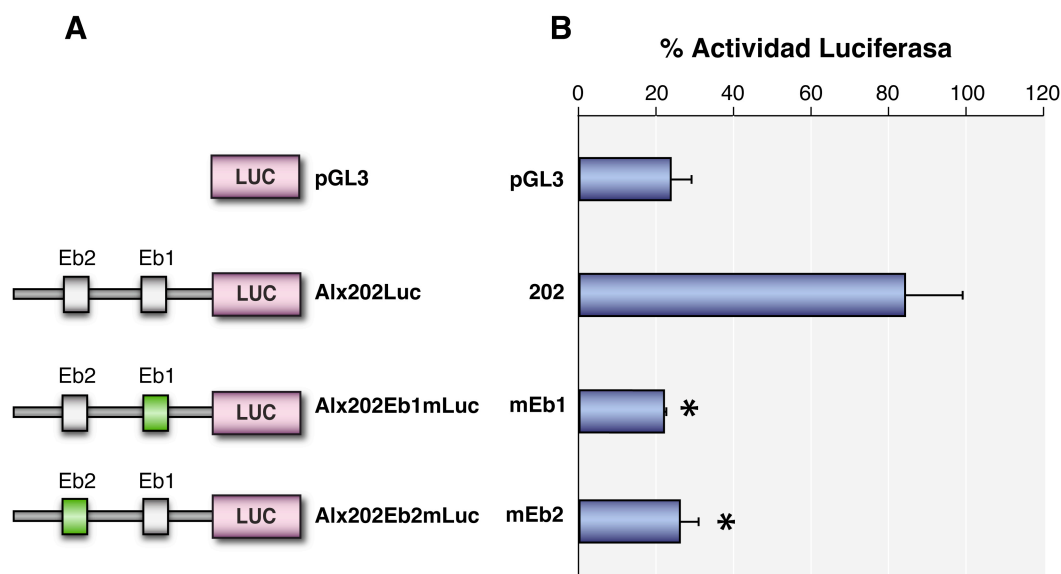 A
B
% Actividad Luciferasa
0 20 40 60 80 100 120
LUC pGL3
pGL3
Eb2 Eb1
LUC Alx202Luc
202
Eb2 Eb1
LUC Alx202Eb1mLuc
mEb1 *
Eb2 Eb1
LUC Alx202Eb2mLuc
mEb2 *